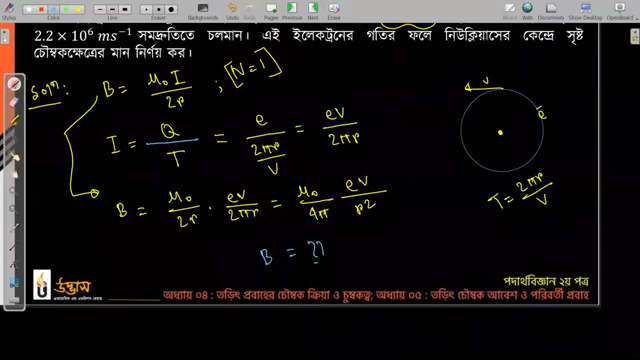 2.2 × 10⁶ ms⁻¹ সমদ্রুতিতে চলমান। এই ইলেকট্রনের গতির ফলে নিউক্লিয়াসের কেন্দ্রে সৃষ্ট
চৌম্বকক্ষেত্রের মান নির্ণয় কর।
Soln:
B = μ₀I / 2r ; [N=1]
I = Q / T = e / (2πr / v) = ev / 2πr
B = μ₀ / 2r · ev / 2πr = μ₀ / 4π ev / r²
B = ??
v
e⁻
T = 2πr / v
উদ্ভাস
পদার্থবিজ্ঞান ২য় পত্র
অধ্যায় ০৪ : তড়িৎ প্রবাহের চৌম্বক ক্রিয়া ও চুম্বকত্ব, অধ্যায় ০৫ : তড়িৎ চৌম্বক আবেশ ও পরিবর্তী প্রবাহ